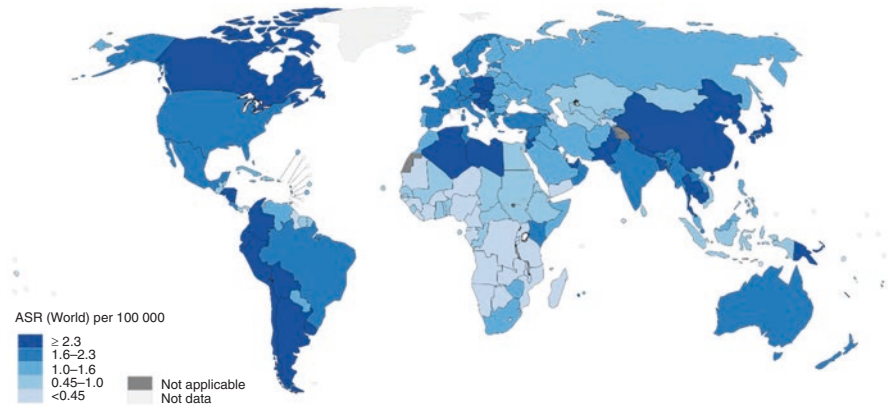 ASR (World) per 100 000
≥ 2.3
1.6–2.3
1.0–1.6
0.45–1.0
<0.45
Not applicable
Not data